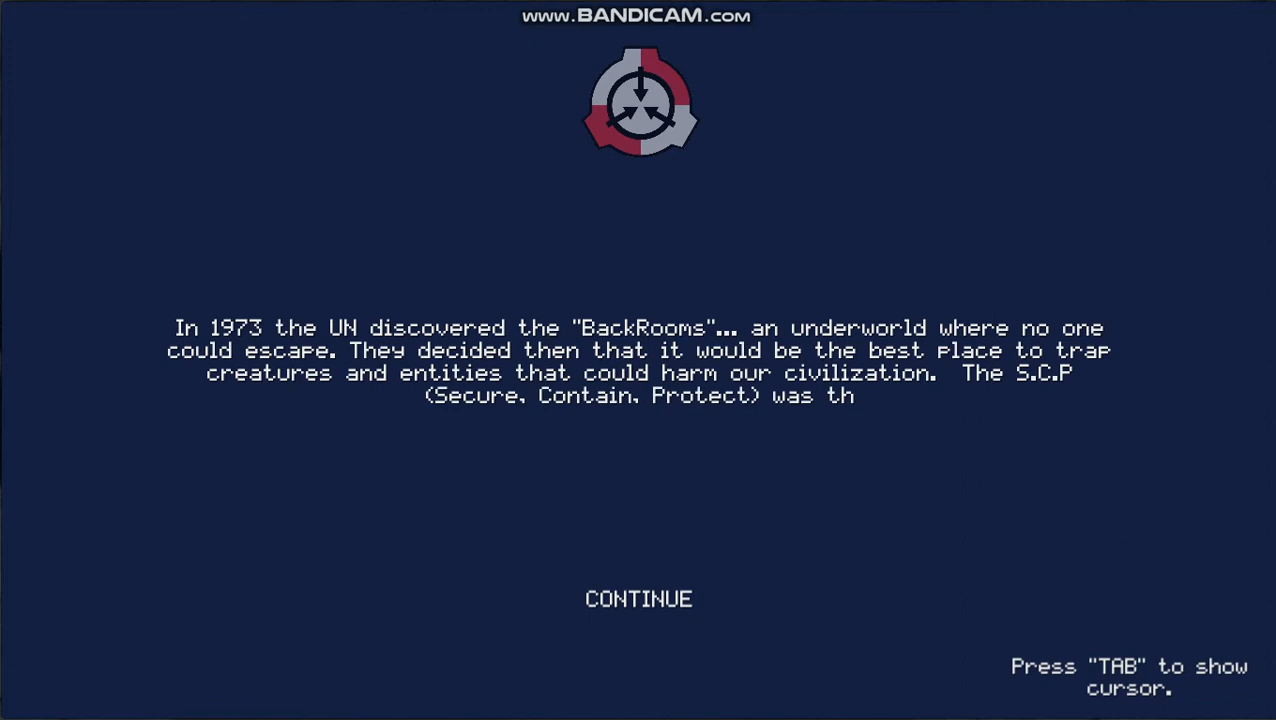 www.BANDICAM.com
In 1973 the UN discovered the "BackRooms"... an underworld where no one
could escape. They decided then that it would be the best place to trap
creatures and entities that could harm our civilization.  The S.C.P
(Secure, Contain, Protect) was th
CONTINUE
Press "TAB" to show
cursor.